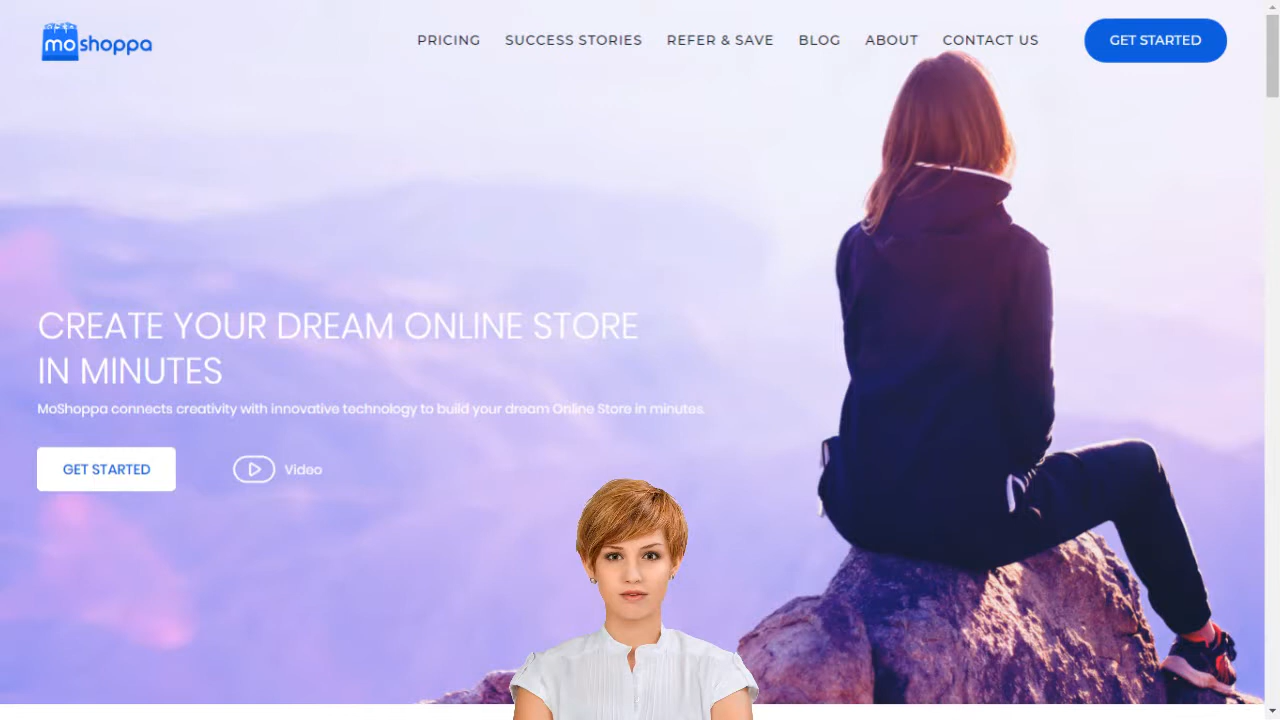 moshoppa
PRICING SUCCESS STORIES REFER & SAVE BLOG ABOUT CONTACT US GET STARTED
CREATE YOUR DREAM ONLINE STORE
IN MINUTES
MoShoppa connects creativity with innovative technology to build your dream Online Store in minutes.
GET STARTED Video